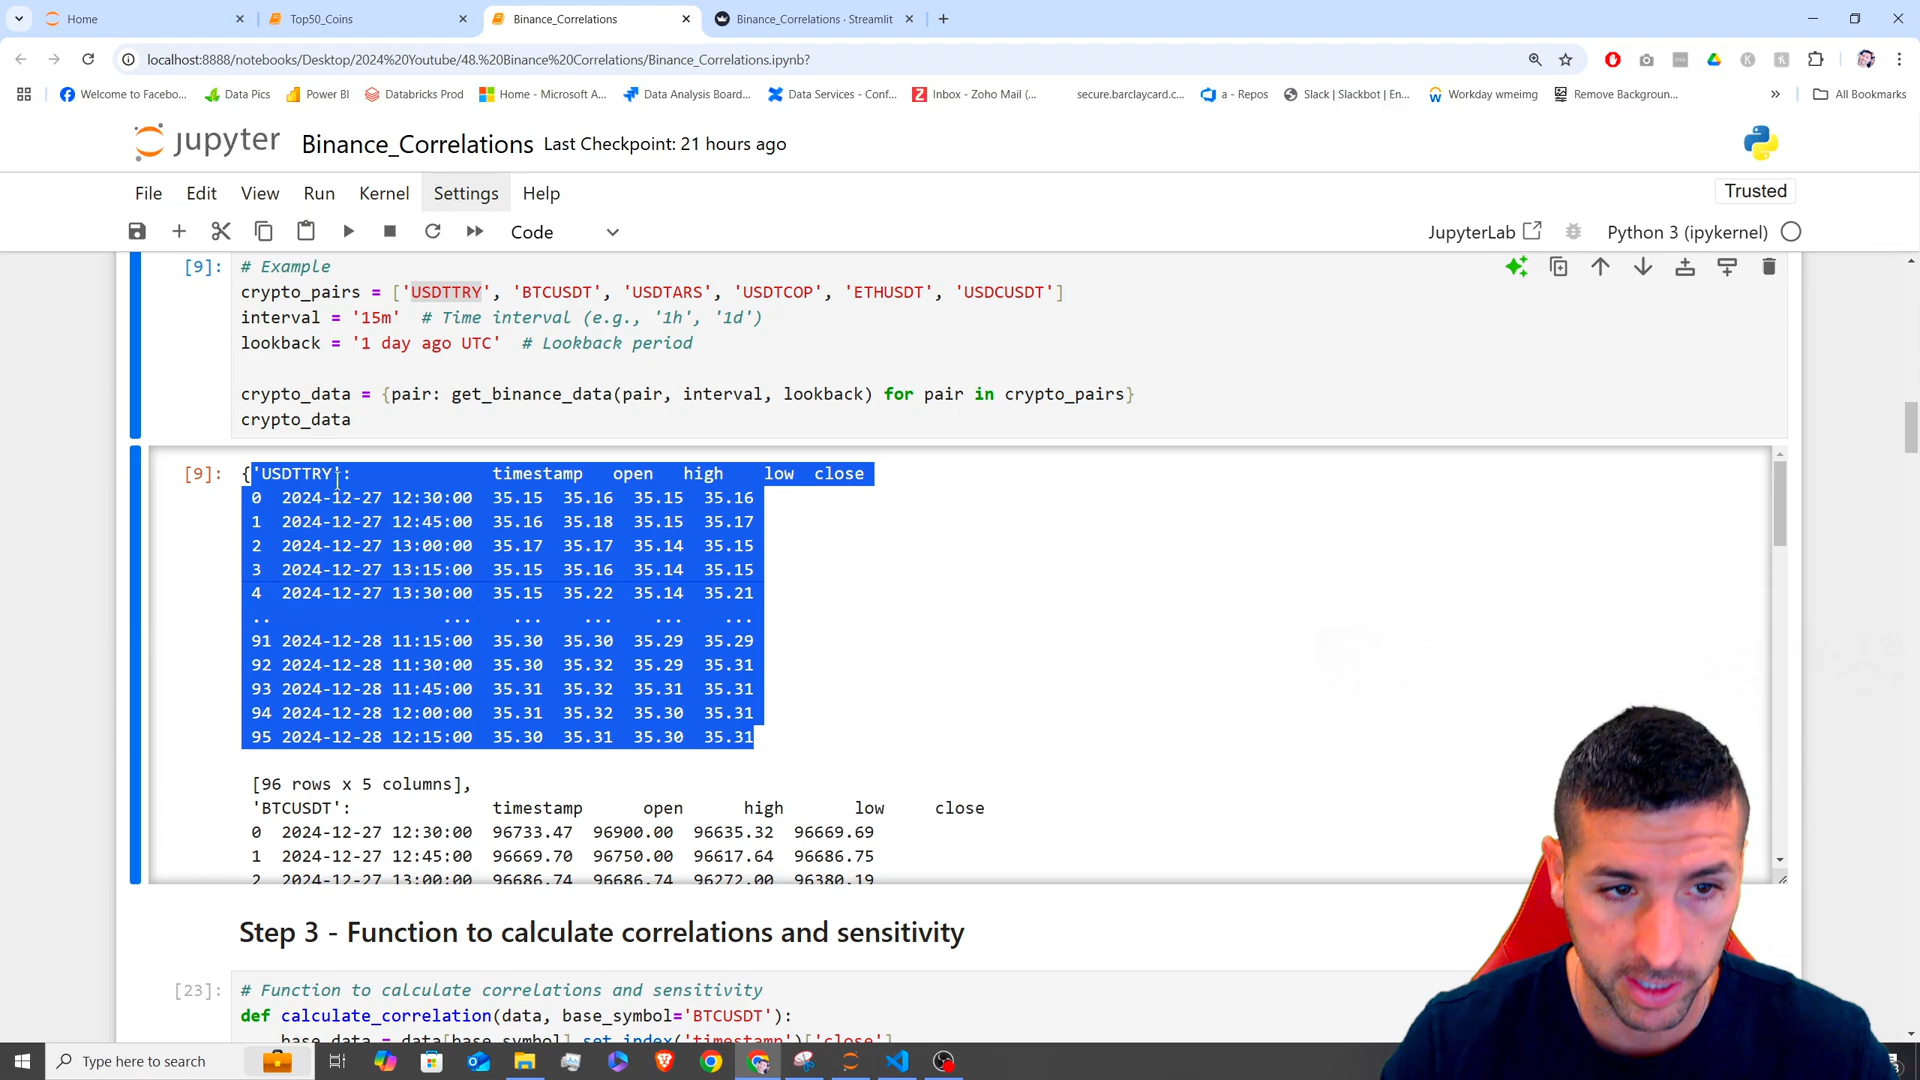 Home
Top50_Coins
Binance_Correlations
Binance_Correlations · Streamlit
localhost:8888/notebooks/Desktop/2024%20Youtube/48.%20Binance%20Correlations/Binance_Correlations.ipynb?
Welcome to Facebo...
Data Pics
Power BI
Databricks Prod
Home - Microsoft A...
Data Analysis Board...
Data Services - Conf...
Inbox - Zoho Mail (...
secure.barclaycard.c...
a - Repos
Slack | Slackbot | En...
Workday wmeimg
Remove Backgroun...
All Bookmarks
jupyter
Binance_Correlations Last Checkpoint: 21 hours ago
File Edit View Run Kernel Settings Help
Trusted
Code
JupyterLab
Python 3 (ipykernel)
[9]: # Example
crypto_pairs = ['USDTTRY', 'BTCUSDT', 'USDTARS', 'USDTCOP', 'ETHUSDT', 'USDCUSDT']
interval = '15m' # Time interval (e.g., '1h', '1d')
lookback = '1 day ago UTC' # Lookback period
crypto_data = {pair: get_binance_data(pair, interval, lookback) for pair in crypto_pairs}
crypto_data
[9]: {'USDTTRY': timestamp open high low close
0 2024-12-27 12:30:00 35.15 35.16 35.15 35.16
1 2024-12-27 12:45:00 35.16 35.18 35.15 35.17
2 2024-12-27 13:00:00 35.17 35.17 35.14 35.15
3 2024-12-27 13:15:00 35.15 35.16 35.14 35.15
4 2024-12-27 13:30:00 35.15 35.22 35.14 35.21
.. ... ... ... ... ...
91 2024-12-28 11:15:00 35.30 35.30 35.29 35.29
92 2024-12-28 11:30:00 35.30 35.32 35.29 35.31
93 2024-12-28 11:45:00 35.31 35.32 35.31 35.31
94 2024-12-28 12:00:00 35.31 35.32 35.30 35.31
95 2024-12-28 12:15:00 35.30 35.31 35.30 35.31
[96 rows x 5 columns],
'BTCUSDT': timestamp open high low close
0 2024-12-27 12:30:00 96733.47 96900.00 96635.32 96669.69
1 2024-12-27 12:45:00 96669.70 96750.00 96617.64 96686.75
2 2024-12-27 13:00:00 96686.74 96686.74 96272.00 96380.19
Step 3 - Function to calculate correlations and sensitivity
[23]: # Function to calculate correlations and sensitivity
def calculate_correlation(data, base_symbol='BTCUSDT'):
base_data = data[base_symbol].set_index('timestamp')['close']
Type here to search